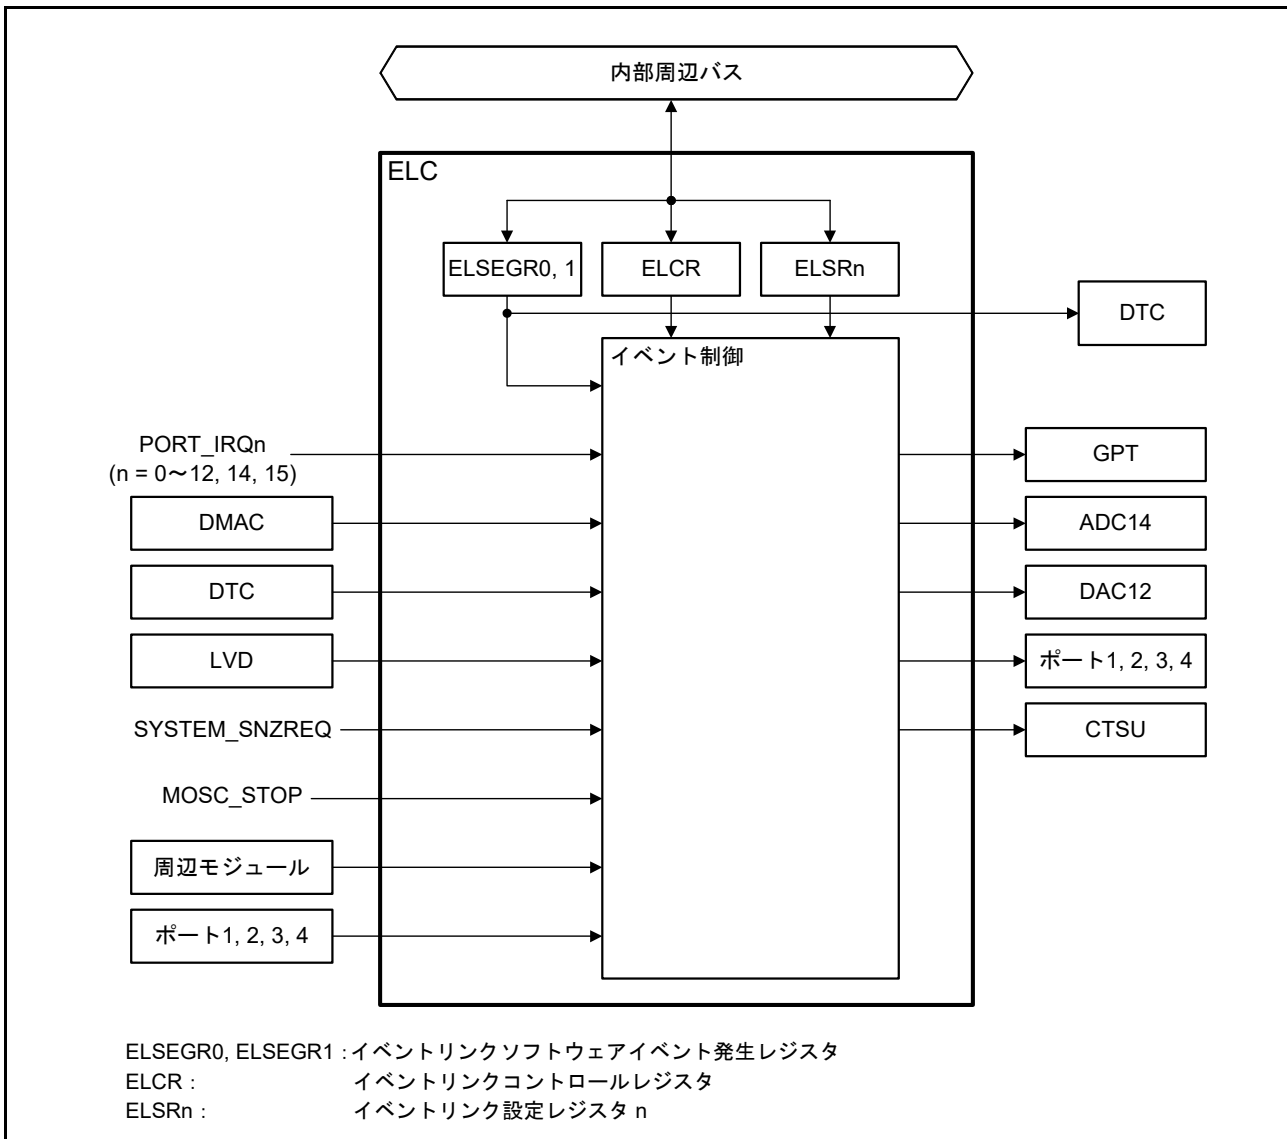 内部周辺バス
ELC
ELSEGR0, 1
ELCR
ELSRn
DTC
イベント制御
PORT_IRQn
(n = 0〜12, 14, 15)
GPT
DMAC
ADC14
DTC
DAC12
LVD
ポート1, 2, 3, 4
SYSTEM_SNZREQ
CTSU
MOSC_STOP
周辺モジュール
ポート1, 2, 3, 4
ELSEGR0, ELSEGR1 : イベントリンクソフトウェアイベント発生レジスタ
ELCR : イベントリンクコントロールレジスタ
ELSRn : イベントリンク設定レジスタ n